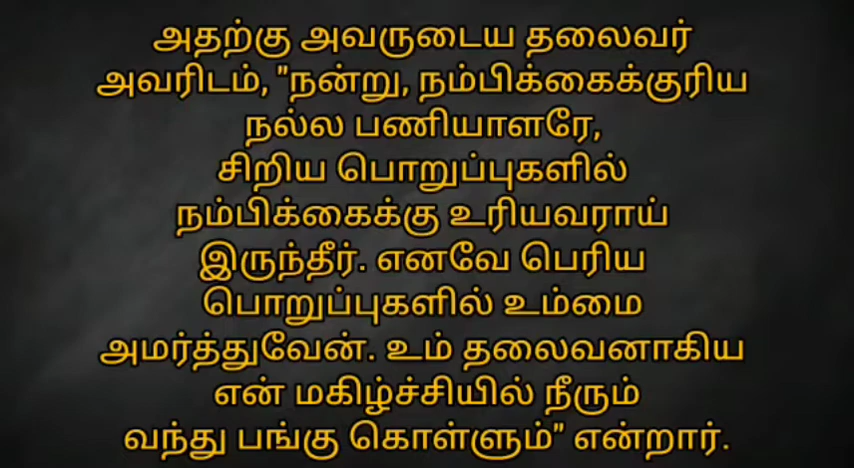 அதற்கு அவருடைய தலைவர்
அவரிடம், "நன்று, நம்பிக்கைக்குரிய
நல்ல பணியாளரே,
சிறிய பொறுப்புகளில்
நம்பிக்கைக்கு உரியவராய்
இருந்தீர். எனவே பெரிய
பொறுப்புகளில் உம்மை
அமர்த்துவேன். உம் தலைவனாகிய
என் மகிழ்ச்சியில் நீரும்
வந்து பங்கு கொள்ளும்" என்றார்.